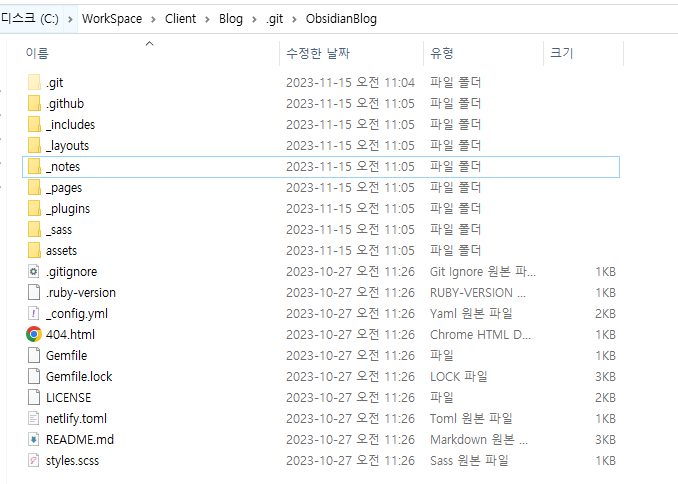 디스크 (C:) > WorkSpace > Client > Blog > .git > ObsidianBlog
이름 수정한 날짜 유형 크기
.git 2023-11-15 오전 11:04 파일 폴더
.github 2023-11-15 오전 11:05 파일 폴더
_includes 2023-11-15 오전 11:05 파일 폴더
_layouts 2023-11-15 오전 11:05 파일 폴더
_notes 2023-11-15 오전 11:05 파일 폴더
_pages 2023-11-15 오전 11:05 파일 폴더
_plugins 2023-11-15 오전 11:05 파일 폴더
_sass 2023-11-15 오전 11:05 파일 폴더
assets 2023-11-15 오전 11:05 파일 폴더
.gitignore 2023-10-27 오전 11:26 Git Ignore 원본 파... 1KB
.ruby-version 2023-10-27 오전 11:26 RUBY-VERSION ... 1KB
_config.yml 2023-10-27 오전 11:26 Yaml 원본 파일 2KB
404.html 2023-10-27 오전 11:26 Chrome HTML D... 1KB
Gemfile 2023-10-27 오전 11:26 파일 1KB
Gemfile.lock 2023-10-27 오전 11:26 LOCK 파일 3KB
LICENSE 2023-10-27 오전 11:26 파일 2KB
netlify.toml 2023-10-27 오전 11:26 Toml 원본 파일 1KB
README.md 2023-10-27 오전 11:26 Markdown 원본 ... 3KB
styles.scss 2023-10-27 오전 11:26 Sass 원본 파일 1KB